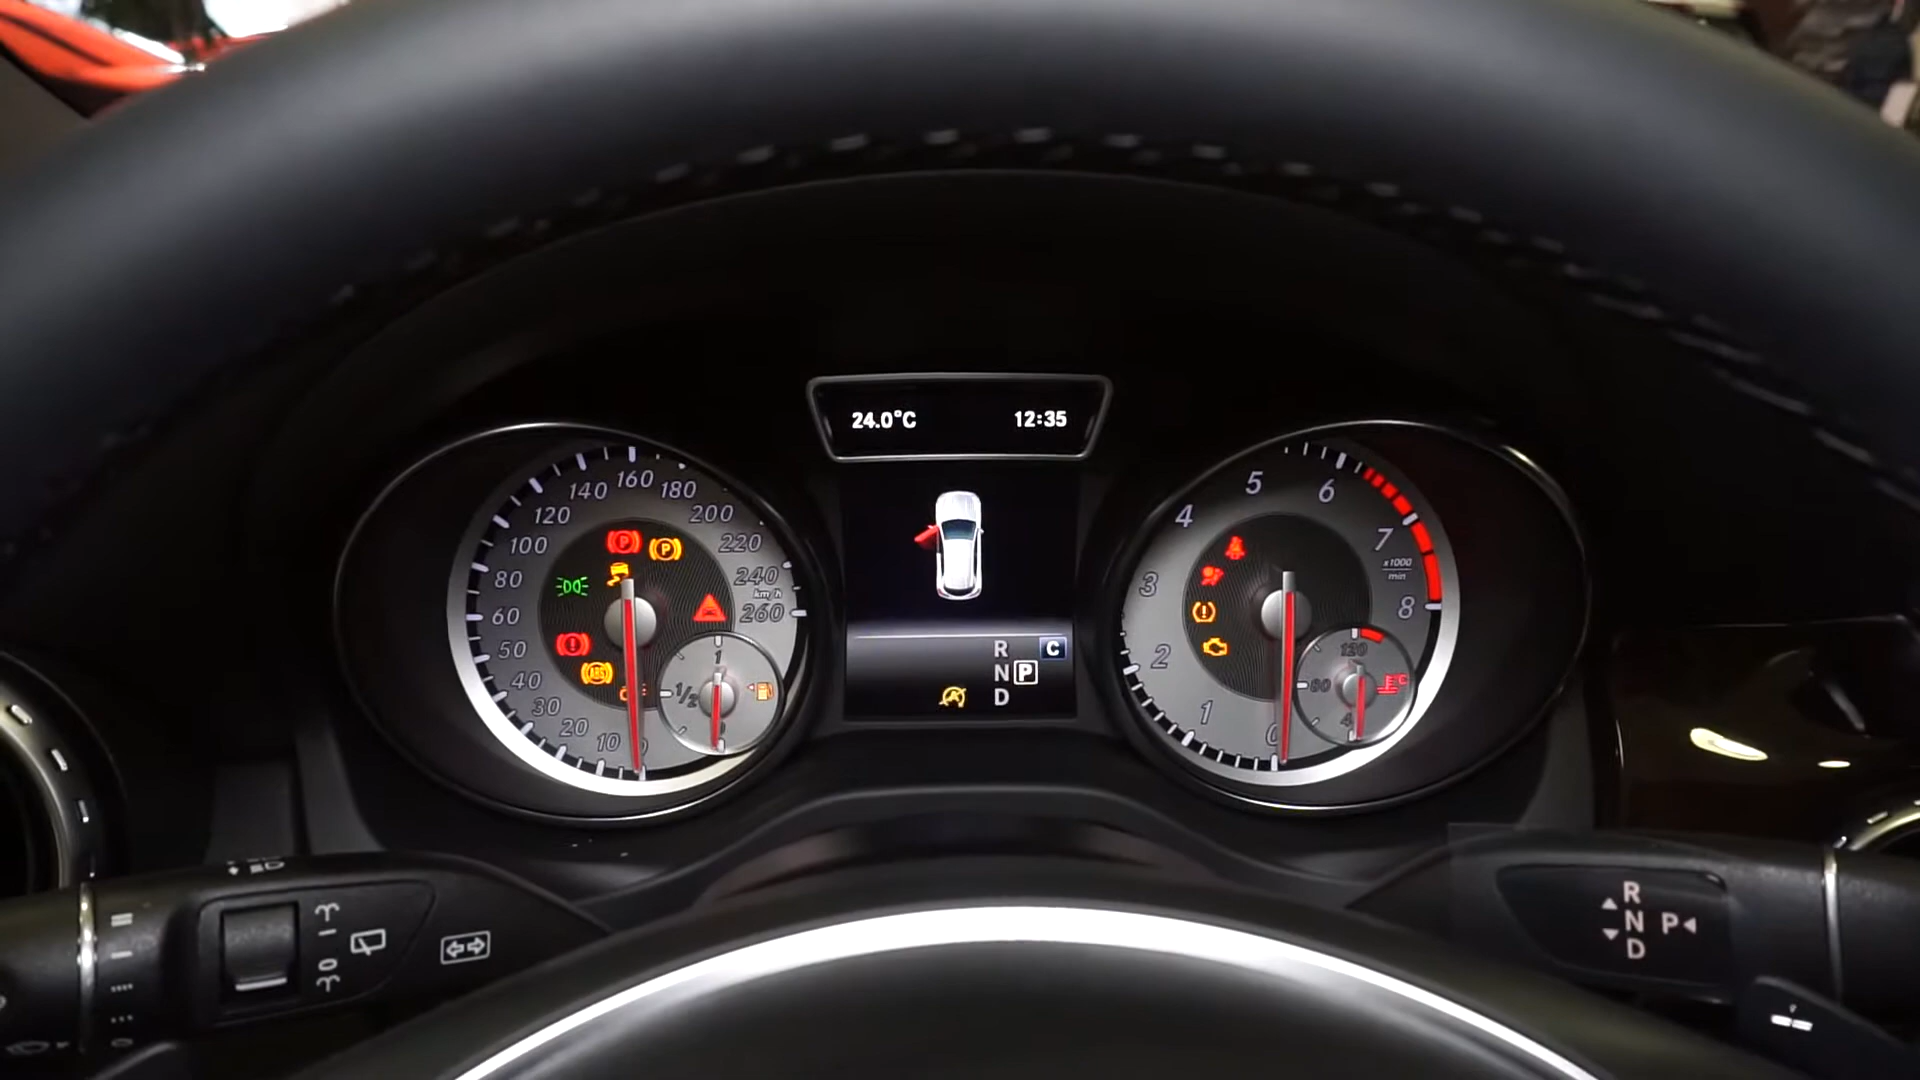 24.0°C 12:35
160
140 180
120 200
100 220
80 240
km/h
60 260
50
40
30
20
10
P
P
ABS
1
1/2
R C
N P
D
5
6
4
7
x1000
min
3
8
2
1
0
120
80
R
N P
D